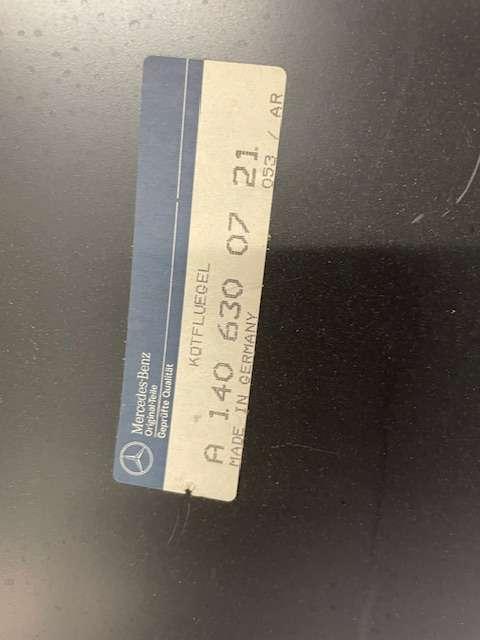 Mercedes-Benz
Original-Teile
Geprüfte Qualität
KOTFLUEGEL
A 140 630 07 21
MADE IN GERMANY
053 / AR